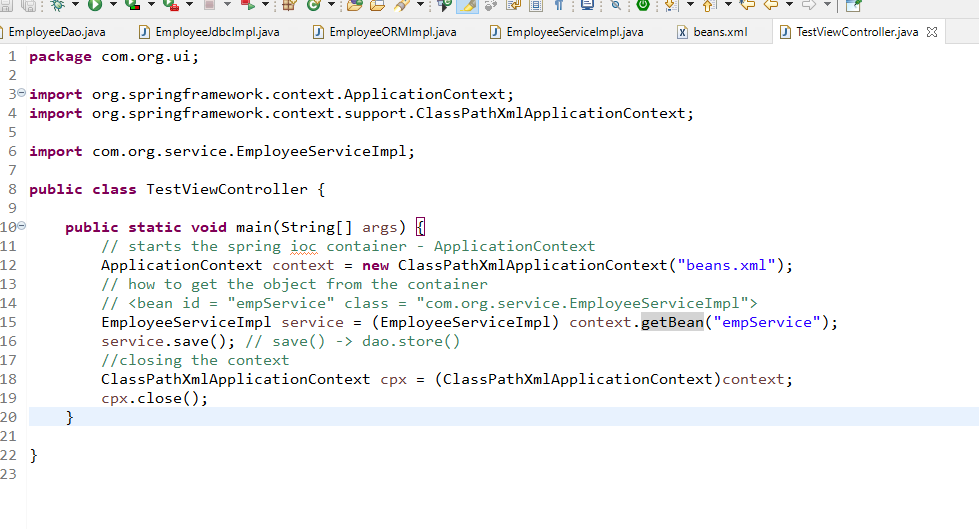 EmployeeDao.java EmployeeJdbcImpl.java EmployeeORMImpl.java EmployeeServiceImpl.java beans.xml TestViewController.java
1 package com.org.ui;
2
3 import org.springframework.context.ApplicationContext;
4 import org.springframework.context.support.ClassPathXmlApplicationContext;
5
6 import com.org.service.EmployeeServiceImpl;
7
8 public class TestViewController {
9
10 public static void main(String[] args) {
11 // starts the spring ioc container - ApplicationContext
12 ApplicationContext context = new ClassPathXmlApplicationContext("beans.xml");
13 // how to get the object from the container
14 // <bean id = "empService" class = "com.org.service.EmployeeServiceImpl">
15 EmployeeServiceImpl service = (EmployeeServiceImpl) context.getBean("empService");
16 service.save(); // save() -> dao.store()
17 //closing the context
18 ClassPathXmlApplicationContext cpx = (ClassPathXmlApplicationContext)context;
19 cpx.close();
20 }
21
22 }
23